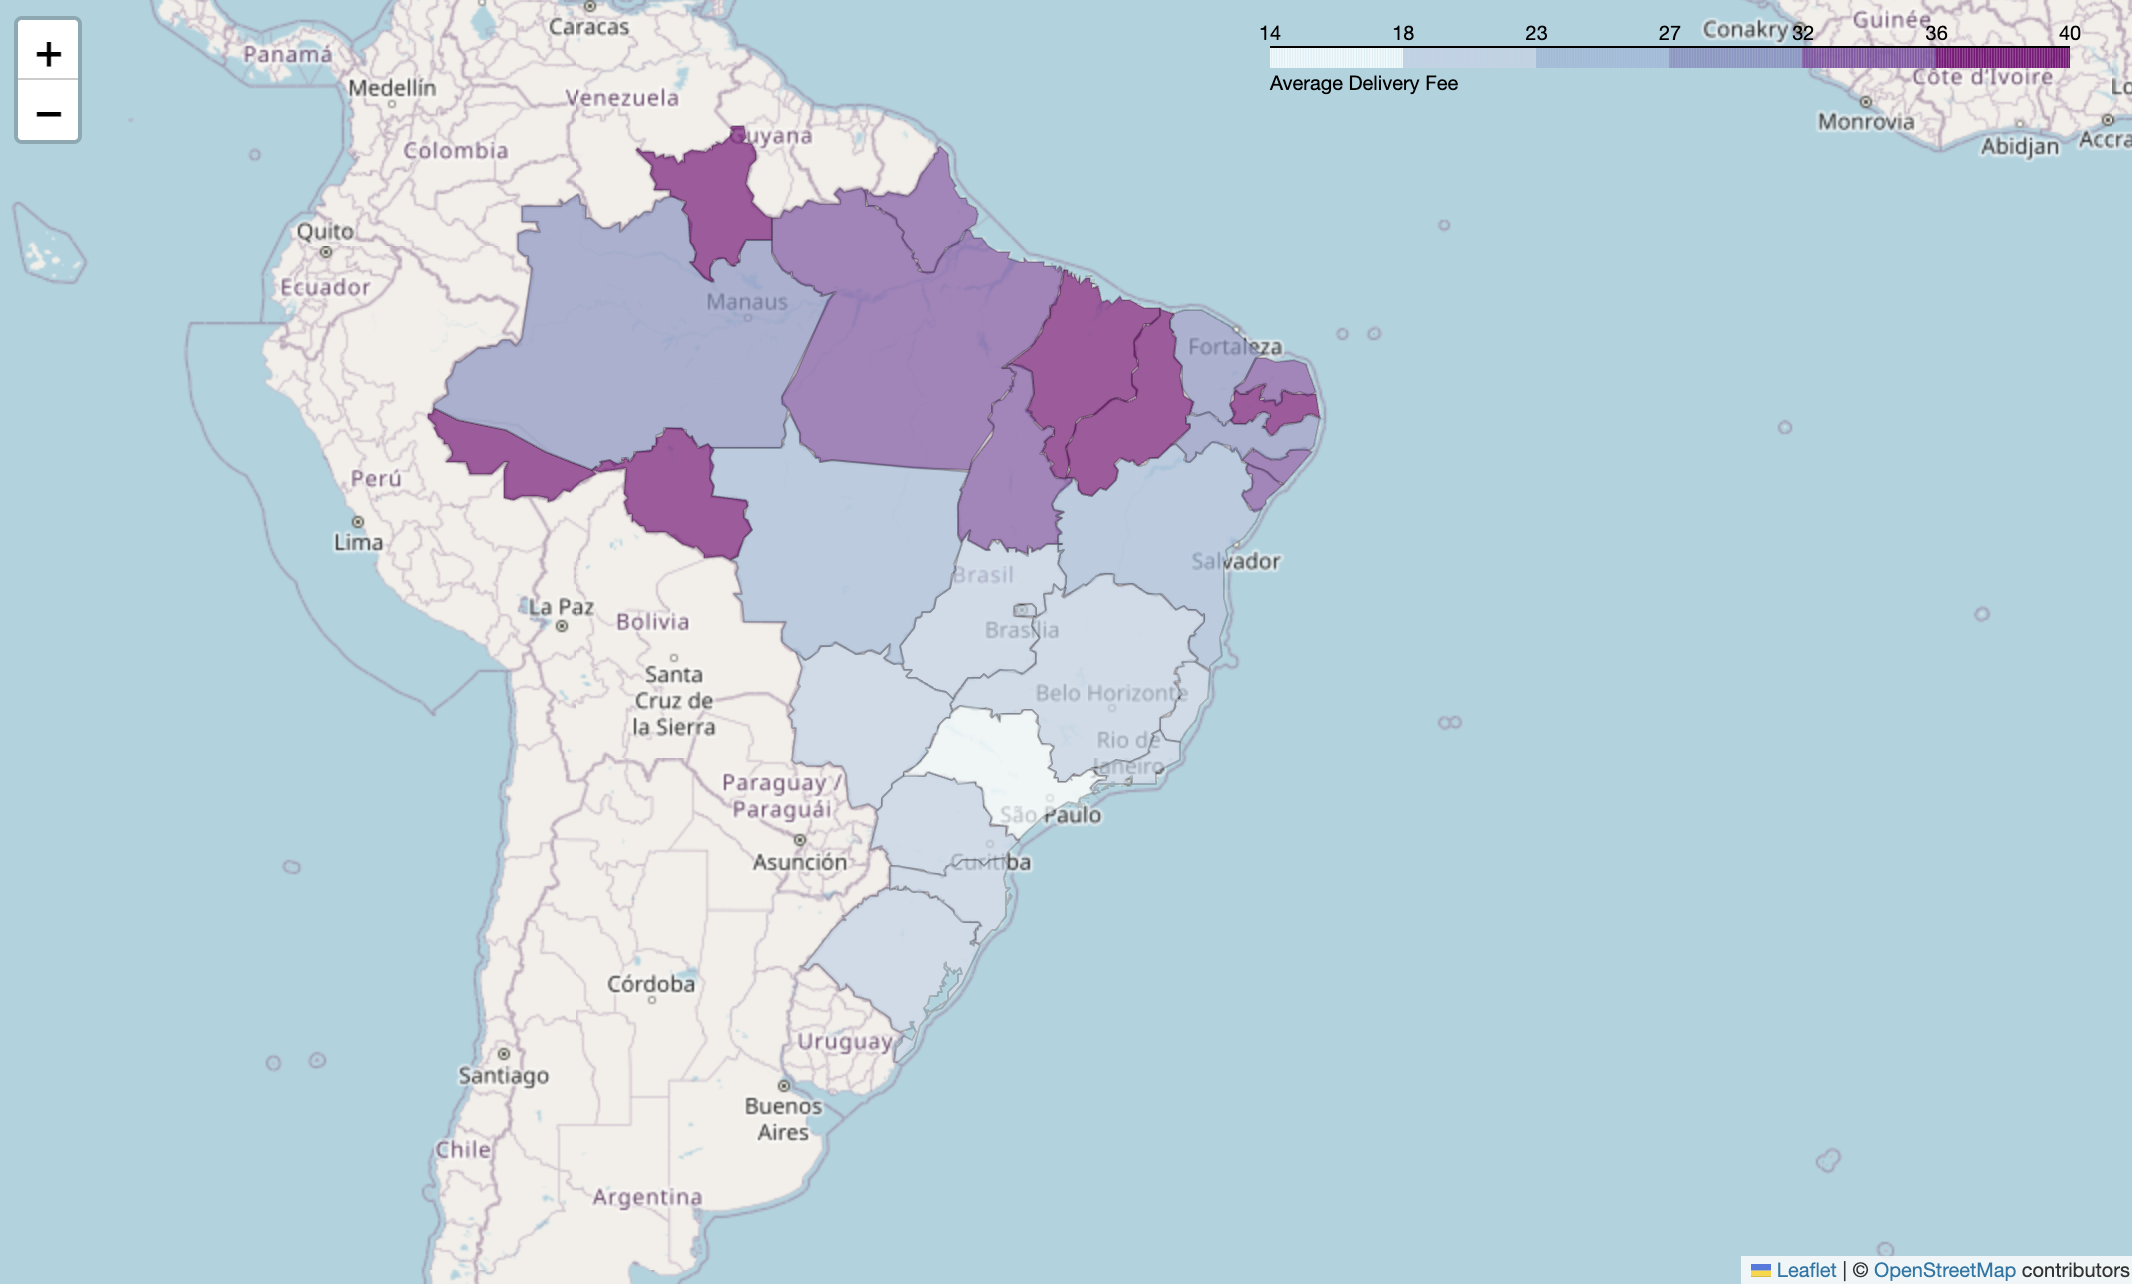 +
−
14 18 23 27 32 36 40
Average Delivery Fee
Caracas
Conakry
Guinée
Panamá
Côte d'Ivoire
Medellín
Venezuela
Lo
Monrovia
Guyana
Abidjan
Accra
Colombia
Quito
Ecuador
Manaus
Fortaleza
Perú
Lima
Salvador
Brasil
La Paz
Bolivia
Brasília
Santa
Cruz de
la Sierra
Belo Horizonte
Rio de
Janeiro
Paraguay /
Paraguái
São Paulo
Asunción
Curitiba
Córdoba
Uruguay
Santiago
Buenos
Aires
Chile
Argentina
Leaflet | © OpenStreetMap contributors